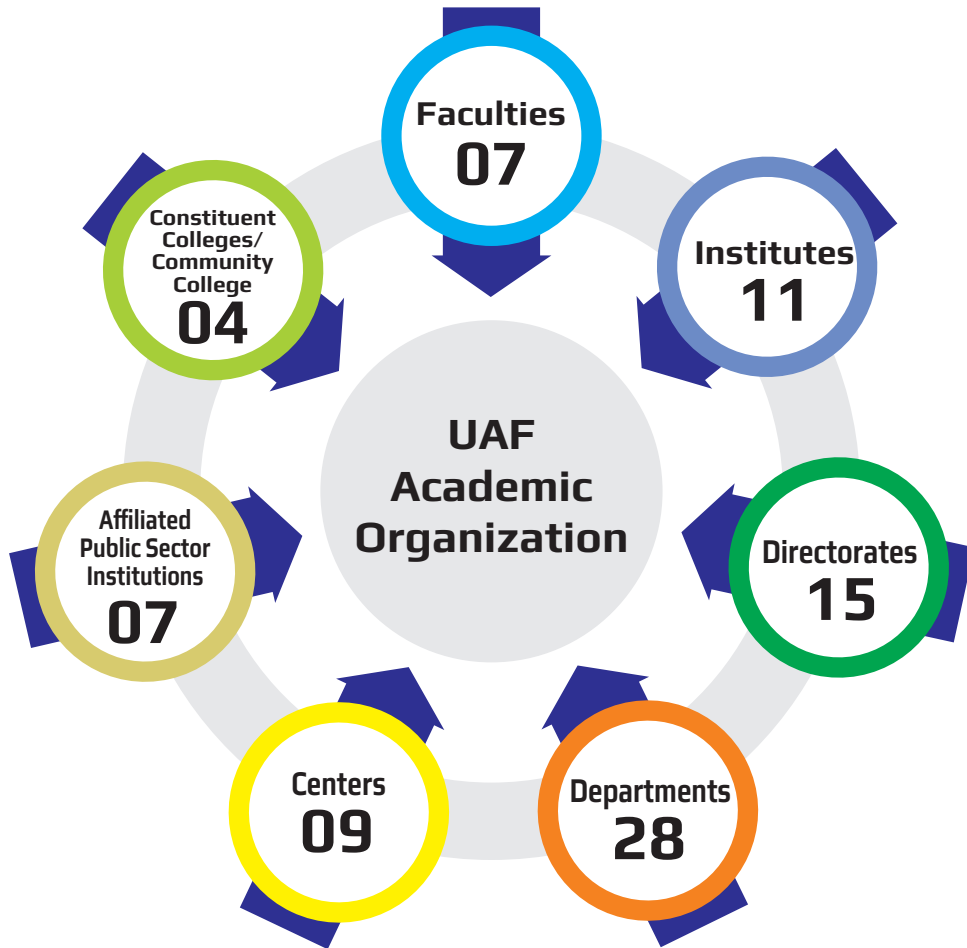 Faculties
07
Institutes
11
Directorates
15
Departments
28
Centers
09
Affiliated
Public Sector
Institutions
07
Constituent
Colleges/
Community
College
04
UAF
Academic
Organization